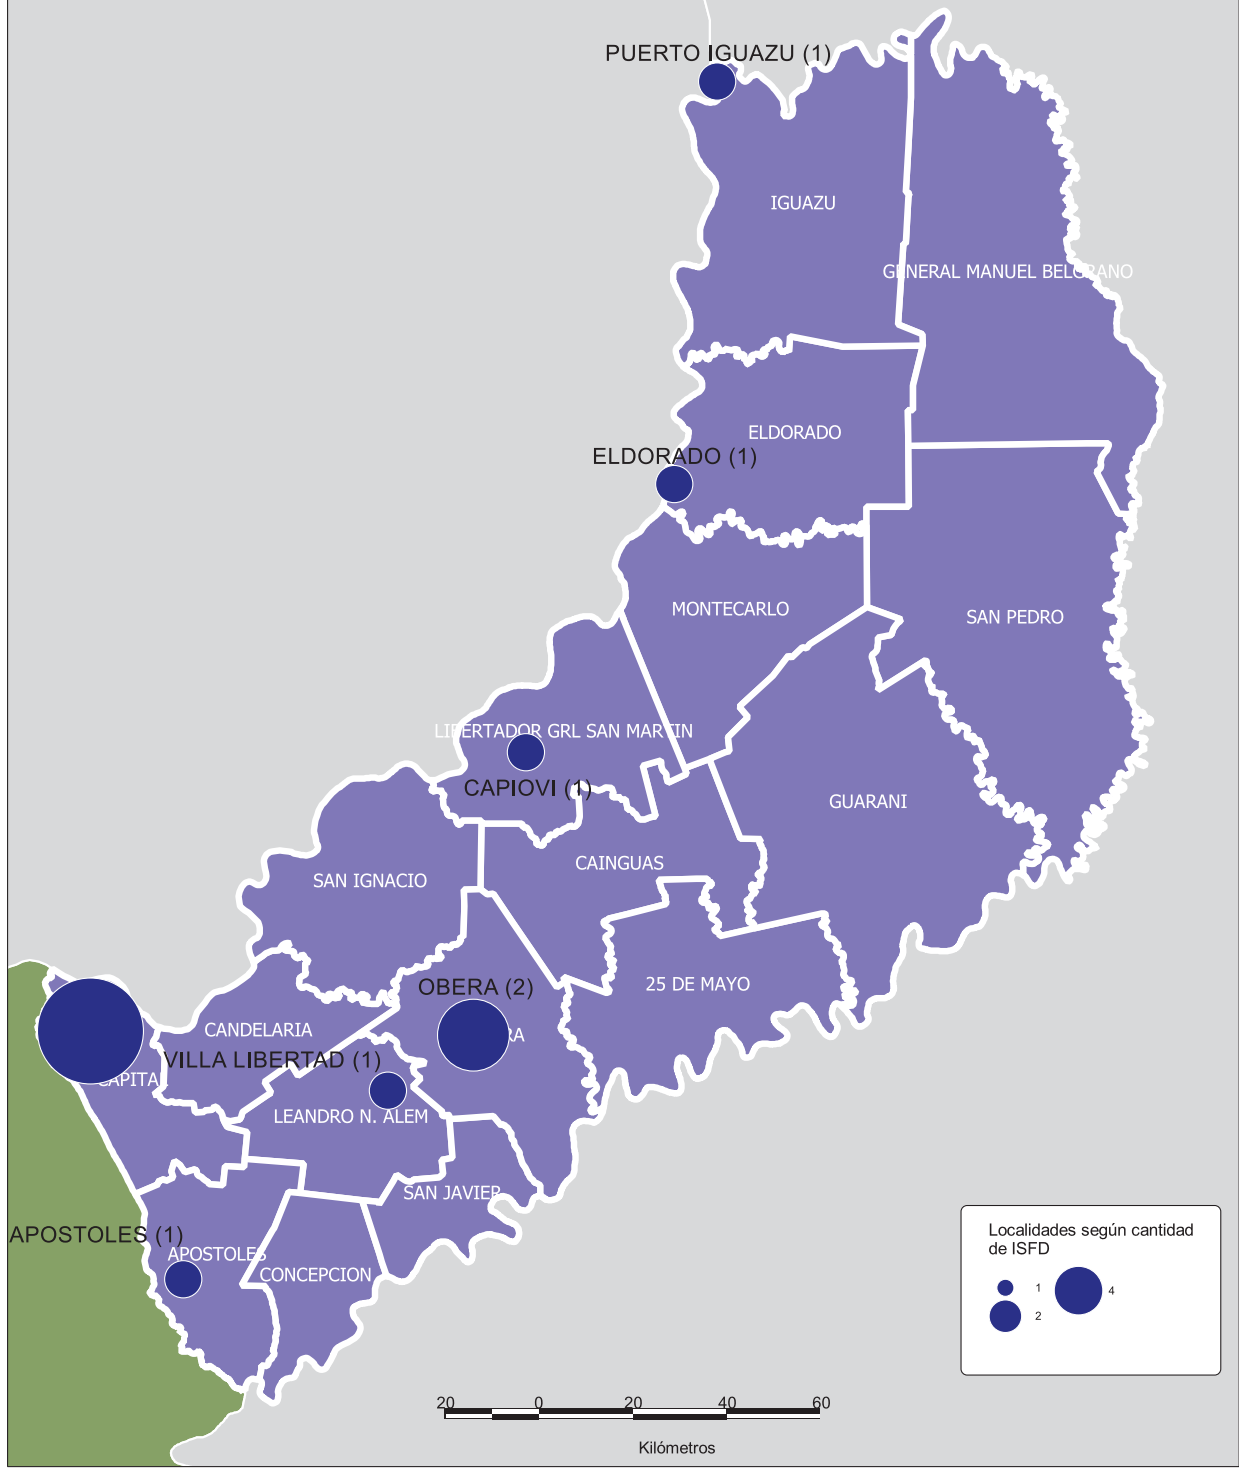 PUERTO IGUAZU (1)
IGUAZU
GENERAL MANUEL BELGRANO
ELDORADO
ELDORADO (1)
MONTECARLO
SAN PEDRO
LIBERTADOR GRL SAN MARTIN
CAPIOVI (1)
GUARANI
CAINGUAS
SAN IGNACIO
25 DE MAYO
OBERA (2)
CANDELARIA
RA
VILLA LIBERTAD (1)
CAPITAL
LEANDRO N. ALEM
SAN JAVIER
APOSTOLES (1)
APOSTOLES
CONCEPCION
Localidades según cantidad
de ISFD
1
4
2
20 0 20 40 60
Kilómetros